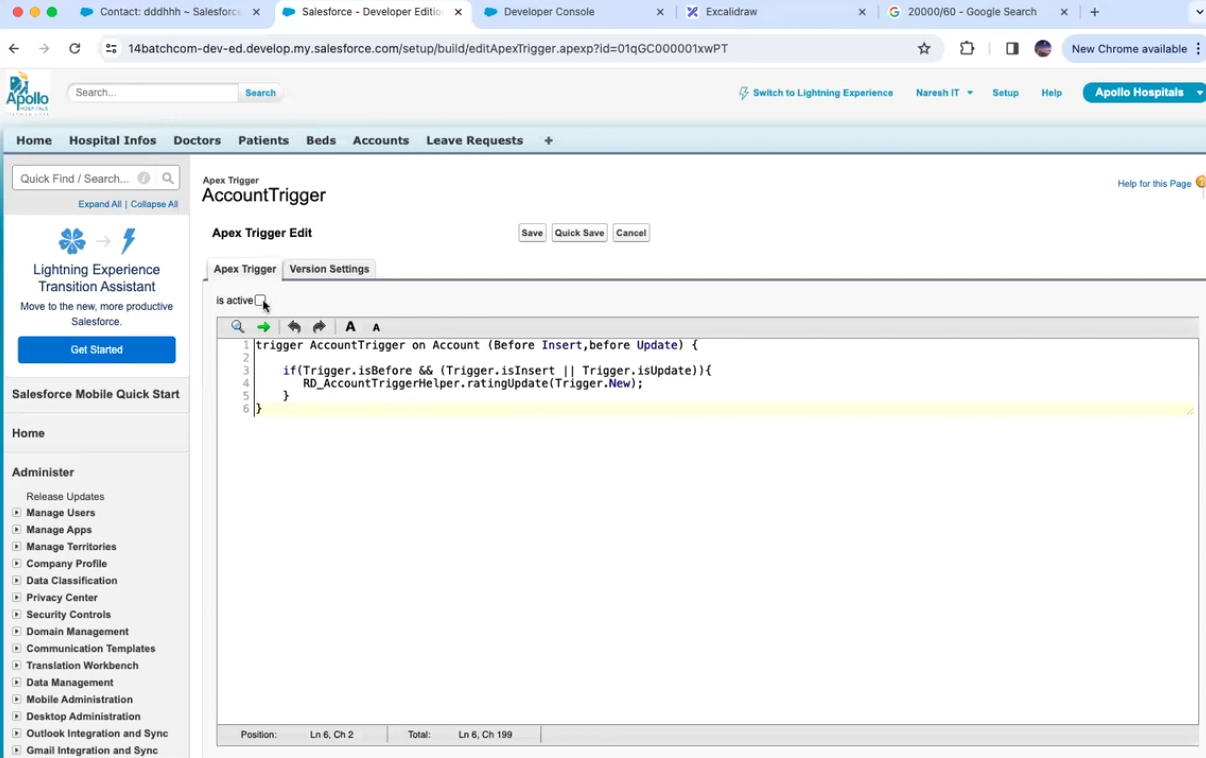 Contact: dddhhh ~ Salesforce
Salesforce - Developer Editio
Developer Console
Excalidraw
20000/60 - Google Search
14batchcom-dev-ed.develop.my.salesforce.com/setup/build/editApexTrigger.apexp?id=01qGC000001xwPT
New Chrome available
Apollo
HOSPITALS
Search...
Search
Switch to Lightning Experience
Naresh IT
Setup
Help
Apollo Hospitals
Home
Hospital Infos
Doctors
Patients
Beds
Accounts
Leave Requests
+
Quick Find / Search...
Expand All | Collapse All
Lightning Experience
Transition Assistant
Move to the new, more productive
Salesforce.
Get Started
Salesforce Mobile Quick Start
Home
Administer
Release Updates
Manage Users
Manage Apps
Manage Territories
Company Profile
Data Classification
Privacy Center
Security Controls
Domain Management
Communication Templates
Translation Workbench
Data Management
Mobile Administration
Desktop Administration
Outlook Integration and Sync
Gmail Integration and Sync
Apex Trigger
AccountTrigger
Help for this Page
Apex Trigger Edit
Save
Quick Save
Cancel
Apex Trigger
Version Settings
is active
A
A
1 trigger AccountTrigger on Account (Before Insert,before Update) {
2
3 if(Trigger.isBefore && (Trigger.isInsert || Trigger.isUpdate)){
4 RD_AccountTriggerHelper.ratingUpdate(Trigger.New);
5 }
6 }
Position: Ln 6, Ch 2 Total: Ln 6, Ch 199